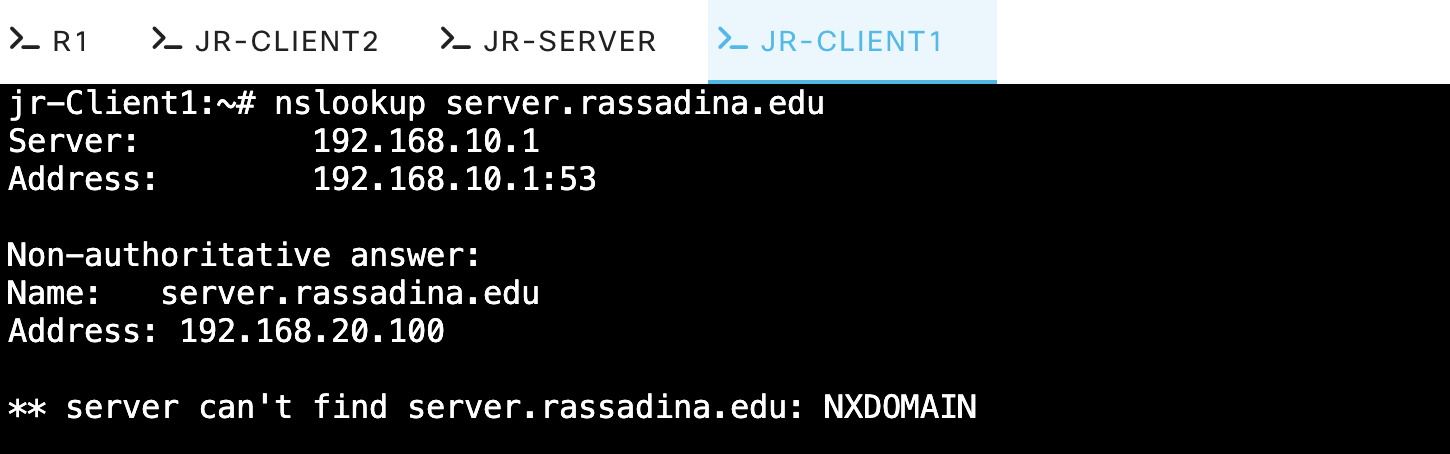 R1 JR-CLIENT2 JR-SERVER JR-CLIENT1
jr-Client1:~# nslookup server.rassadina.edu
Server: 192.168.10.1
Address: 192.168.10.1:53
Non-authoritative answer:
Name: server.rassadina.edu
Address: 192.168.20.100
** server can't find server.rassadina.edu: NXDOMAIN